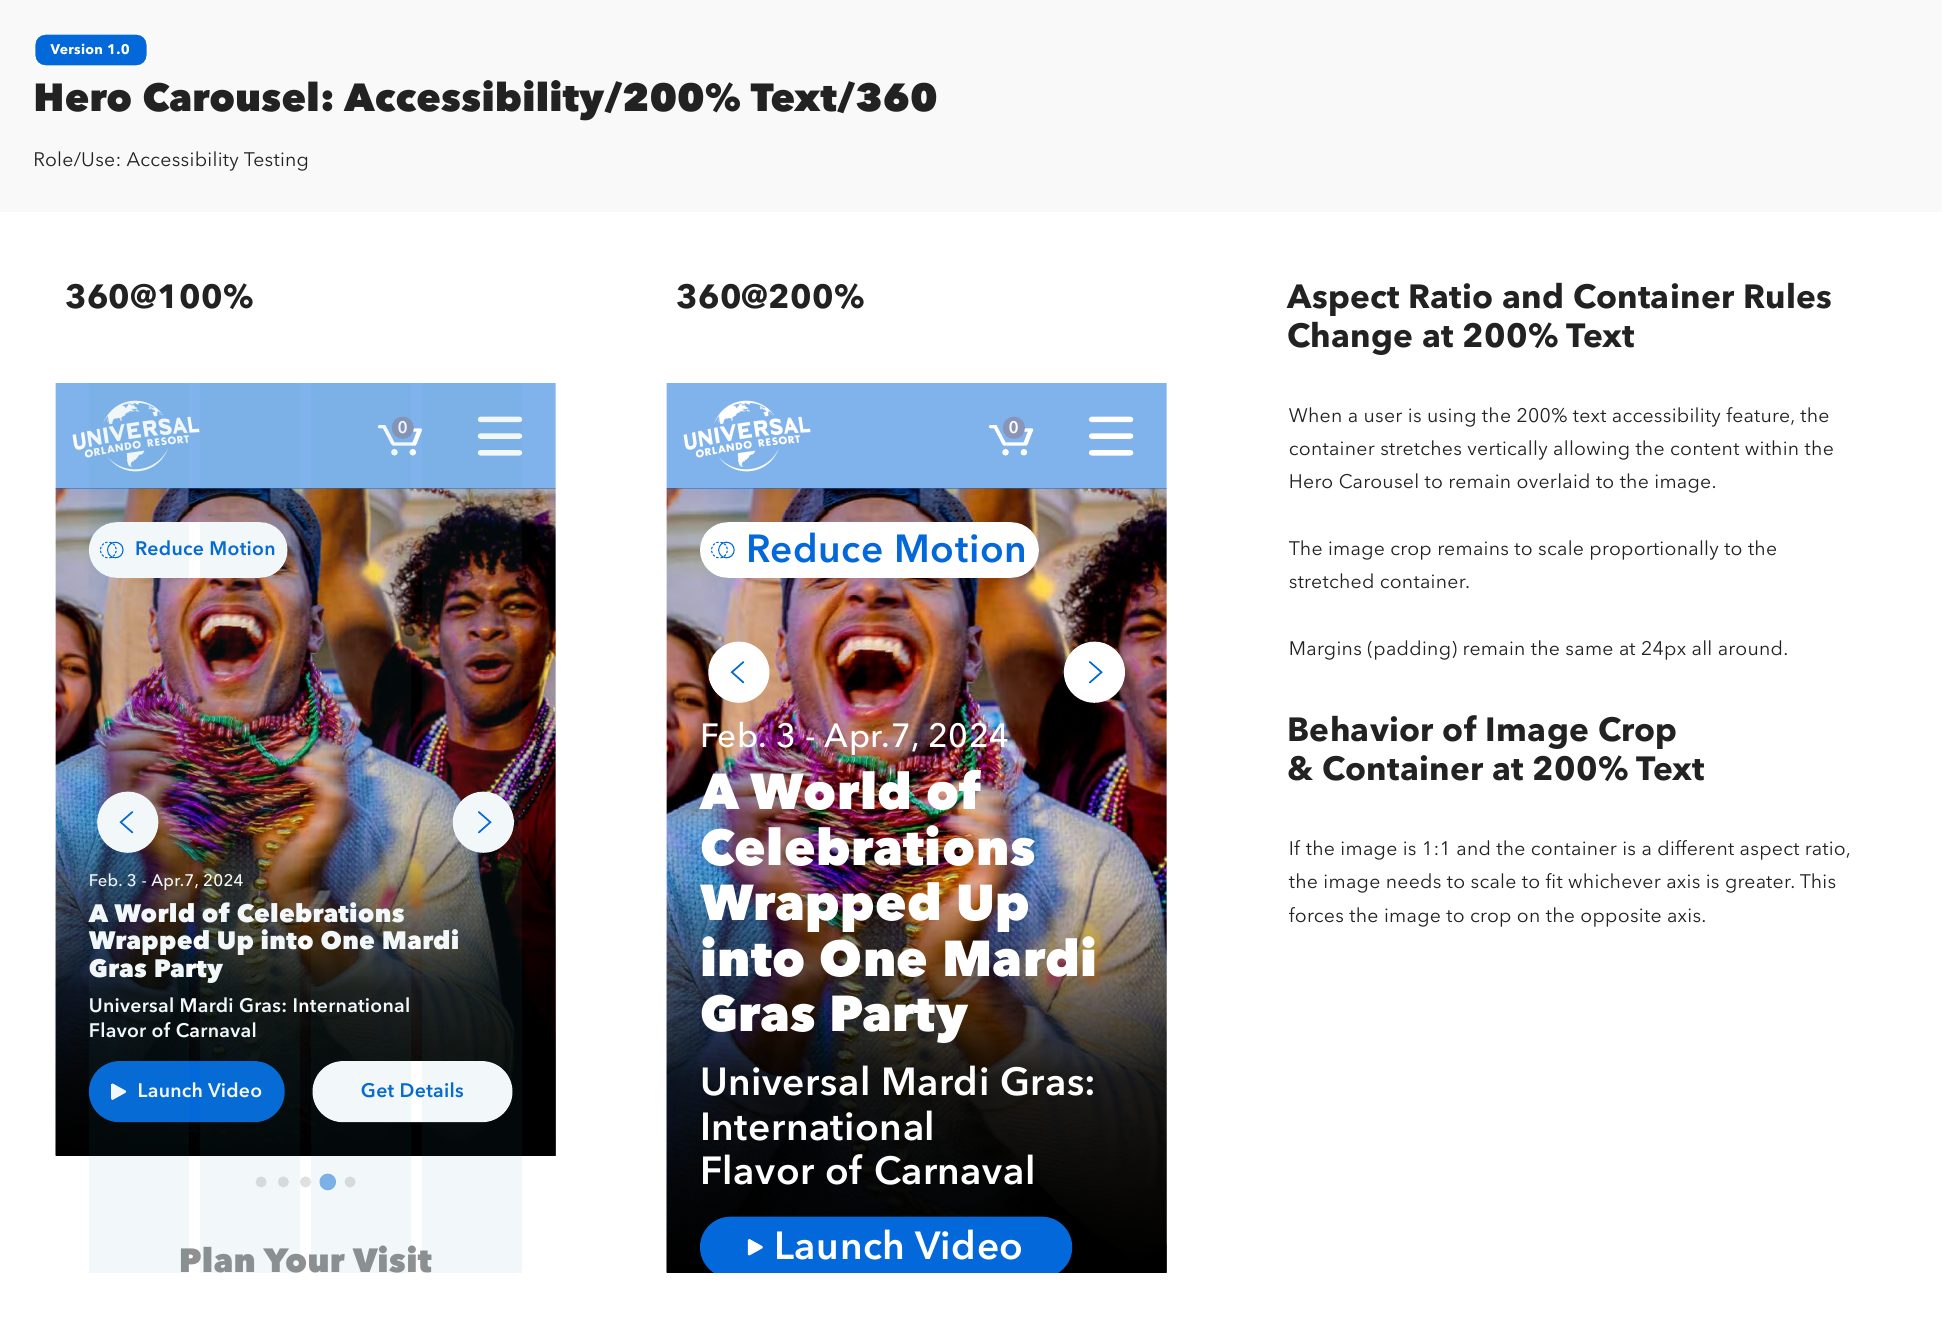 Version 1.0
Hero Carousel: Accessibility/200% Text/360
Role/Use: Accessibility Testing
360@100%
UNIVERSAL
ORLANDO RESORT
0
Reduce Motion
Feb. 3 - Apr.7, 2024
A World of Celebrations
Wrapped Up into One Mardi
Gras Party
Universal Mardi Gras: International
Flavor of Carnaval
Launch Video
Get Details
Plan Your Visit
360@200%
UNIVERSAL
ORLANDO RESORT
0
Reduce Motion
Feb. 3 - Apr.7, 2024
A World of
Celebrations
Wrapped Up
into One Mardi
Gras Party
Universal Mardi Gras:
International
Flavor of Carnaval
Launch Video
Aspect Ratio and Container Rules
Change at 200% Text
When a user is using the 200% text accessibility feature, the
container stretches vertically allowing the content within the
Hero Carousel to remain overlaid to the image.
The image crop remains to scale proportionally to the
stretched container.
Margins (padding) remain the same at 24px all around.
Behavior of Image Crop
& Container at 200% Text
If the image is 1:1 and the container is a different aspect ratio,
the image needs to scale to fit whichever axis is greater. This
forces the image to crop on the opposite axis.